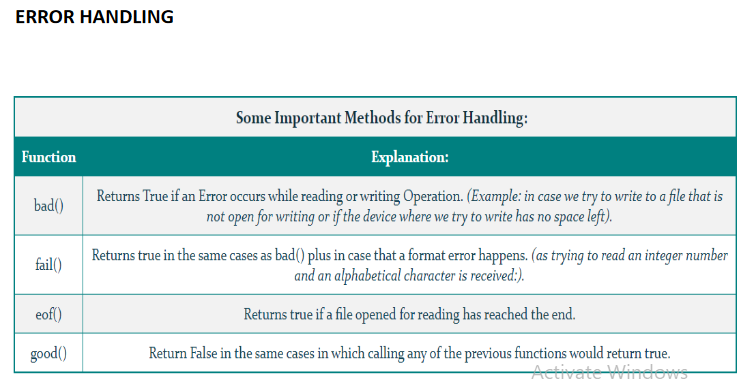 ERROR HANDLING
Some Important Methods for Error Handling:
Function
Explanation:
bad()
Returns True if an Error occurs while reading or writing Operation. (Example: in case we try to write to a file that is
not open for writing or if the device where we try to write has no space left).
fail()
Returns true in the same cases as bad() plus in case that a format error happens. (as trying to read an integer number
and an alphabetical character is received:).
eof()
Returns true if a file opened for reading has reached the end.
good()
Return False in the same cases in which calling any of the previous functions would return true.
Activate Windows